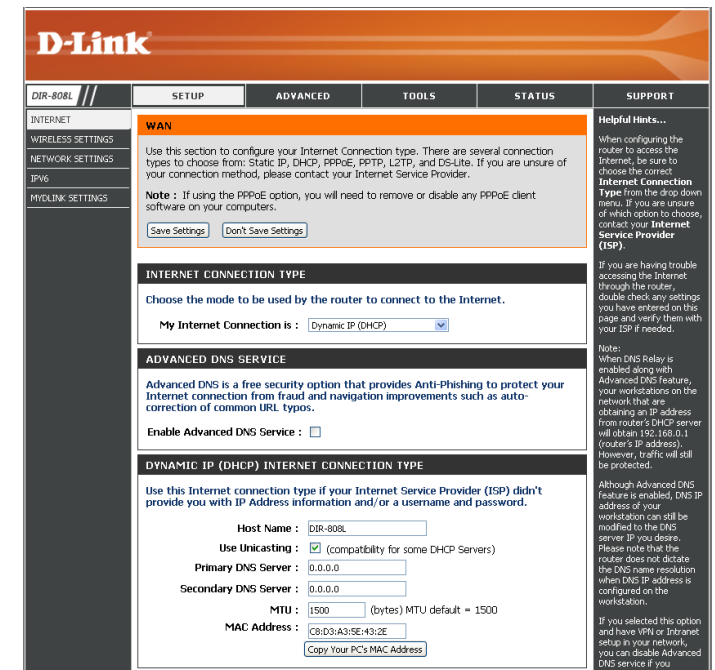 D-Link
DIR-808L
SETUP
ADVANCED
TOOLS
STATUS
SUPPORT
INTERNET
WIRELESS SETTINGS
NETWORK SETTINGS
IPV6
MYDLINK SETTINGS
WAN
Use this section to configure your Internet Connection type. There are several connection
types to choose from: Static IP, DHCP, PPPoE, PPTP, L2TP, and DS-Lite. If you are unsure of
your connection method, please contact your Internet Service Provider.
Note : If using the PPPoE option, you will need to remove or disable any PPPoE client
software on your computers.
Save Settings
Don't Save Settings
INTERNET CONNECTION TYPE
Choose the mode to be used by the router to connect to the Internet.
My Internet Connection is :
Dynamic IP (DHCP)
ADVANCED DNS SERVICE
Advanced DNS is a free security option that provides Anti-Phishing to protect your
Internet connection from fraud and navigation improvements such as auto-
correction of common URL typos.
Enable Advanced DNS Service :
DYNAMIC IP (DHCP) INTERNET CONNECTION TYPE
Use this Internet connection type if your Internet Service Provider (ISP) didn't
provide you with IP Address information and/or a username and password.
Host Name :
DIR-808L
Use Unicasting :
(compatibility for some DHCP Servers)
Primary DNS Server :
0.0.0.0
Secondary DNS Server :
0.0.0.0
MTU :
1500
(bytes) MTU default = 1500
MAC Address :
C8:D3:A3:5E:43:2E
Copy Your PC's MAC Address
Helpful Hints...
When configuring the
router to access the
Internet, be sure to
choose the correct
Internet Connection
Type from the drop down
menu. If you are unsure
of which option to choose,
contact your Internet
Service Provider
(ISP).
If you are having trouble
accessing the Internet
through the router,
double check any settings
you have entered on this
page and verify them with
your ISP if needed.
Note:
When DNS Relay is
enabled along with
Advanced DNS feature,
your workstations on the
network that are
obtaining an IP address
from router's DHCP server
will obtain 192.168.0.1
(router's IP address).
However, traffic will still
be protected.
Although Advanced DNS
feature is enabled, DNS IP
address of your
workstation can still be
modified to the DNS
server IP you desire.
Please note that the
router does not dictate
the DNS name resolution
when DNS IP address is
configured on the
workstation.
If you selected this option
and have VPN or Intranet
setup in your network,
you can disable Advanced
DNS service if you